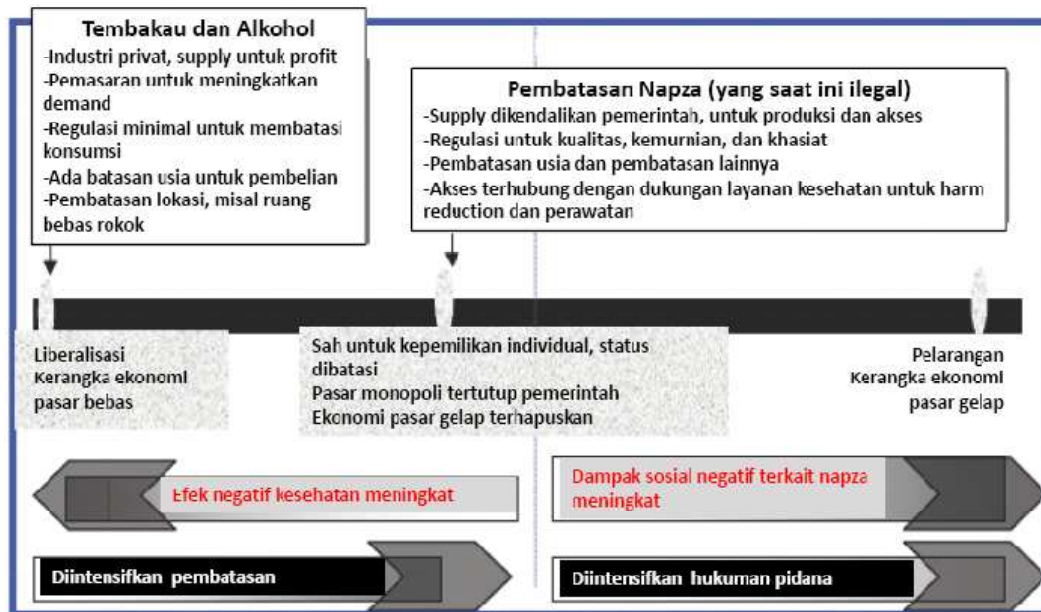 Tembakau dan Alkohol
-Industri privat, supply untuk profit
-Pemasaran untuk meningkatkan
demand
-Regulasi minimal untuk membatasi
konsumsi
-Ada batasan usia untuk pembelian
-Pembatasan lokasi, misal ruang
bebas rokok
Pembatasan Napza (yang saat ini ilegal)
-Supply dikendalikan pemerintah, untuk produksi dan akses
-Regulasi untuk kualitas, kemurnian, dan khasiat
-Pembatasan usia dan pembatasan lainnya
-Akses terhubung dengan dukungan layanan kesehatan untuk harm
reduction dan perawatan
Liberalisasi
Kerangka ekonomi
pasar bebas
Sah untuk kepemilikan individual, status
dibatasi
Pasar monopoli tertutup pemerintah
Ekonomi pasar gelap terhapuskan
Pelarangan
Kerangka ekonomi
pasar gelap
Efek negatif kesehatan meningkat
Dampak sosial negatif terkait napza
meningkat
Diintensifkan pembatasan
Diintensifkan hukuman pidana